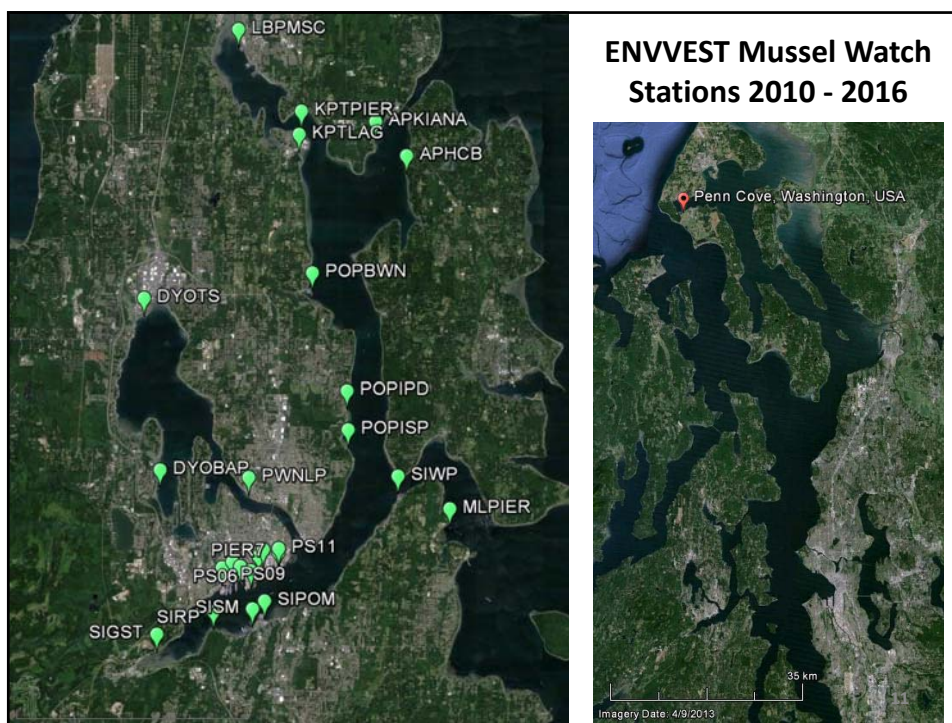 ENVVEST Mussel Watch
Stations 2010 - 2016
LBPMSC
KPTPIER
APKIANA
KPTLAG
APHCB
POPBWN
DYOTS
POPIPD
POPISP
DYOBAP
PWNLP
SIWP
MLPIER
PIER7
PS11
PS06
PS09
SISM
SIPOM
SIRP
SIGST
Penn Cove, Washington, USA
35 km
Imagery Date: 4/9/2013